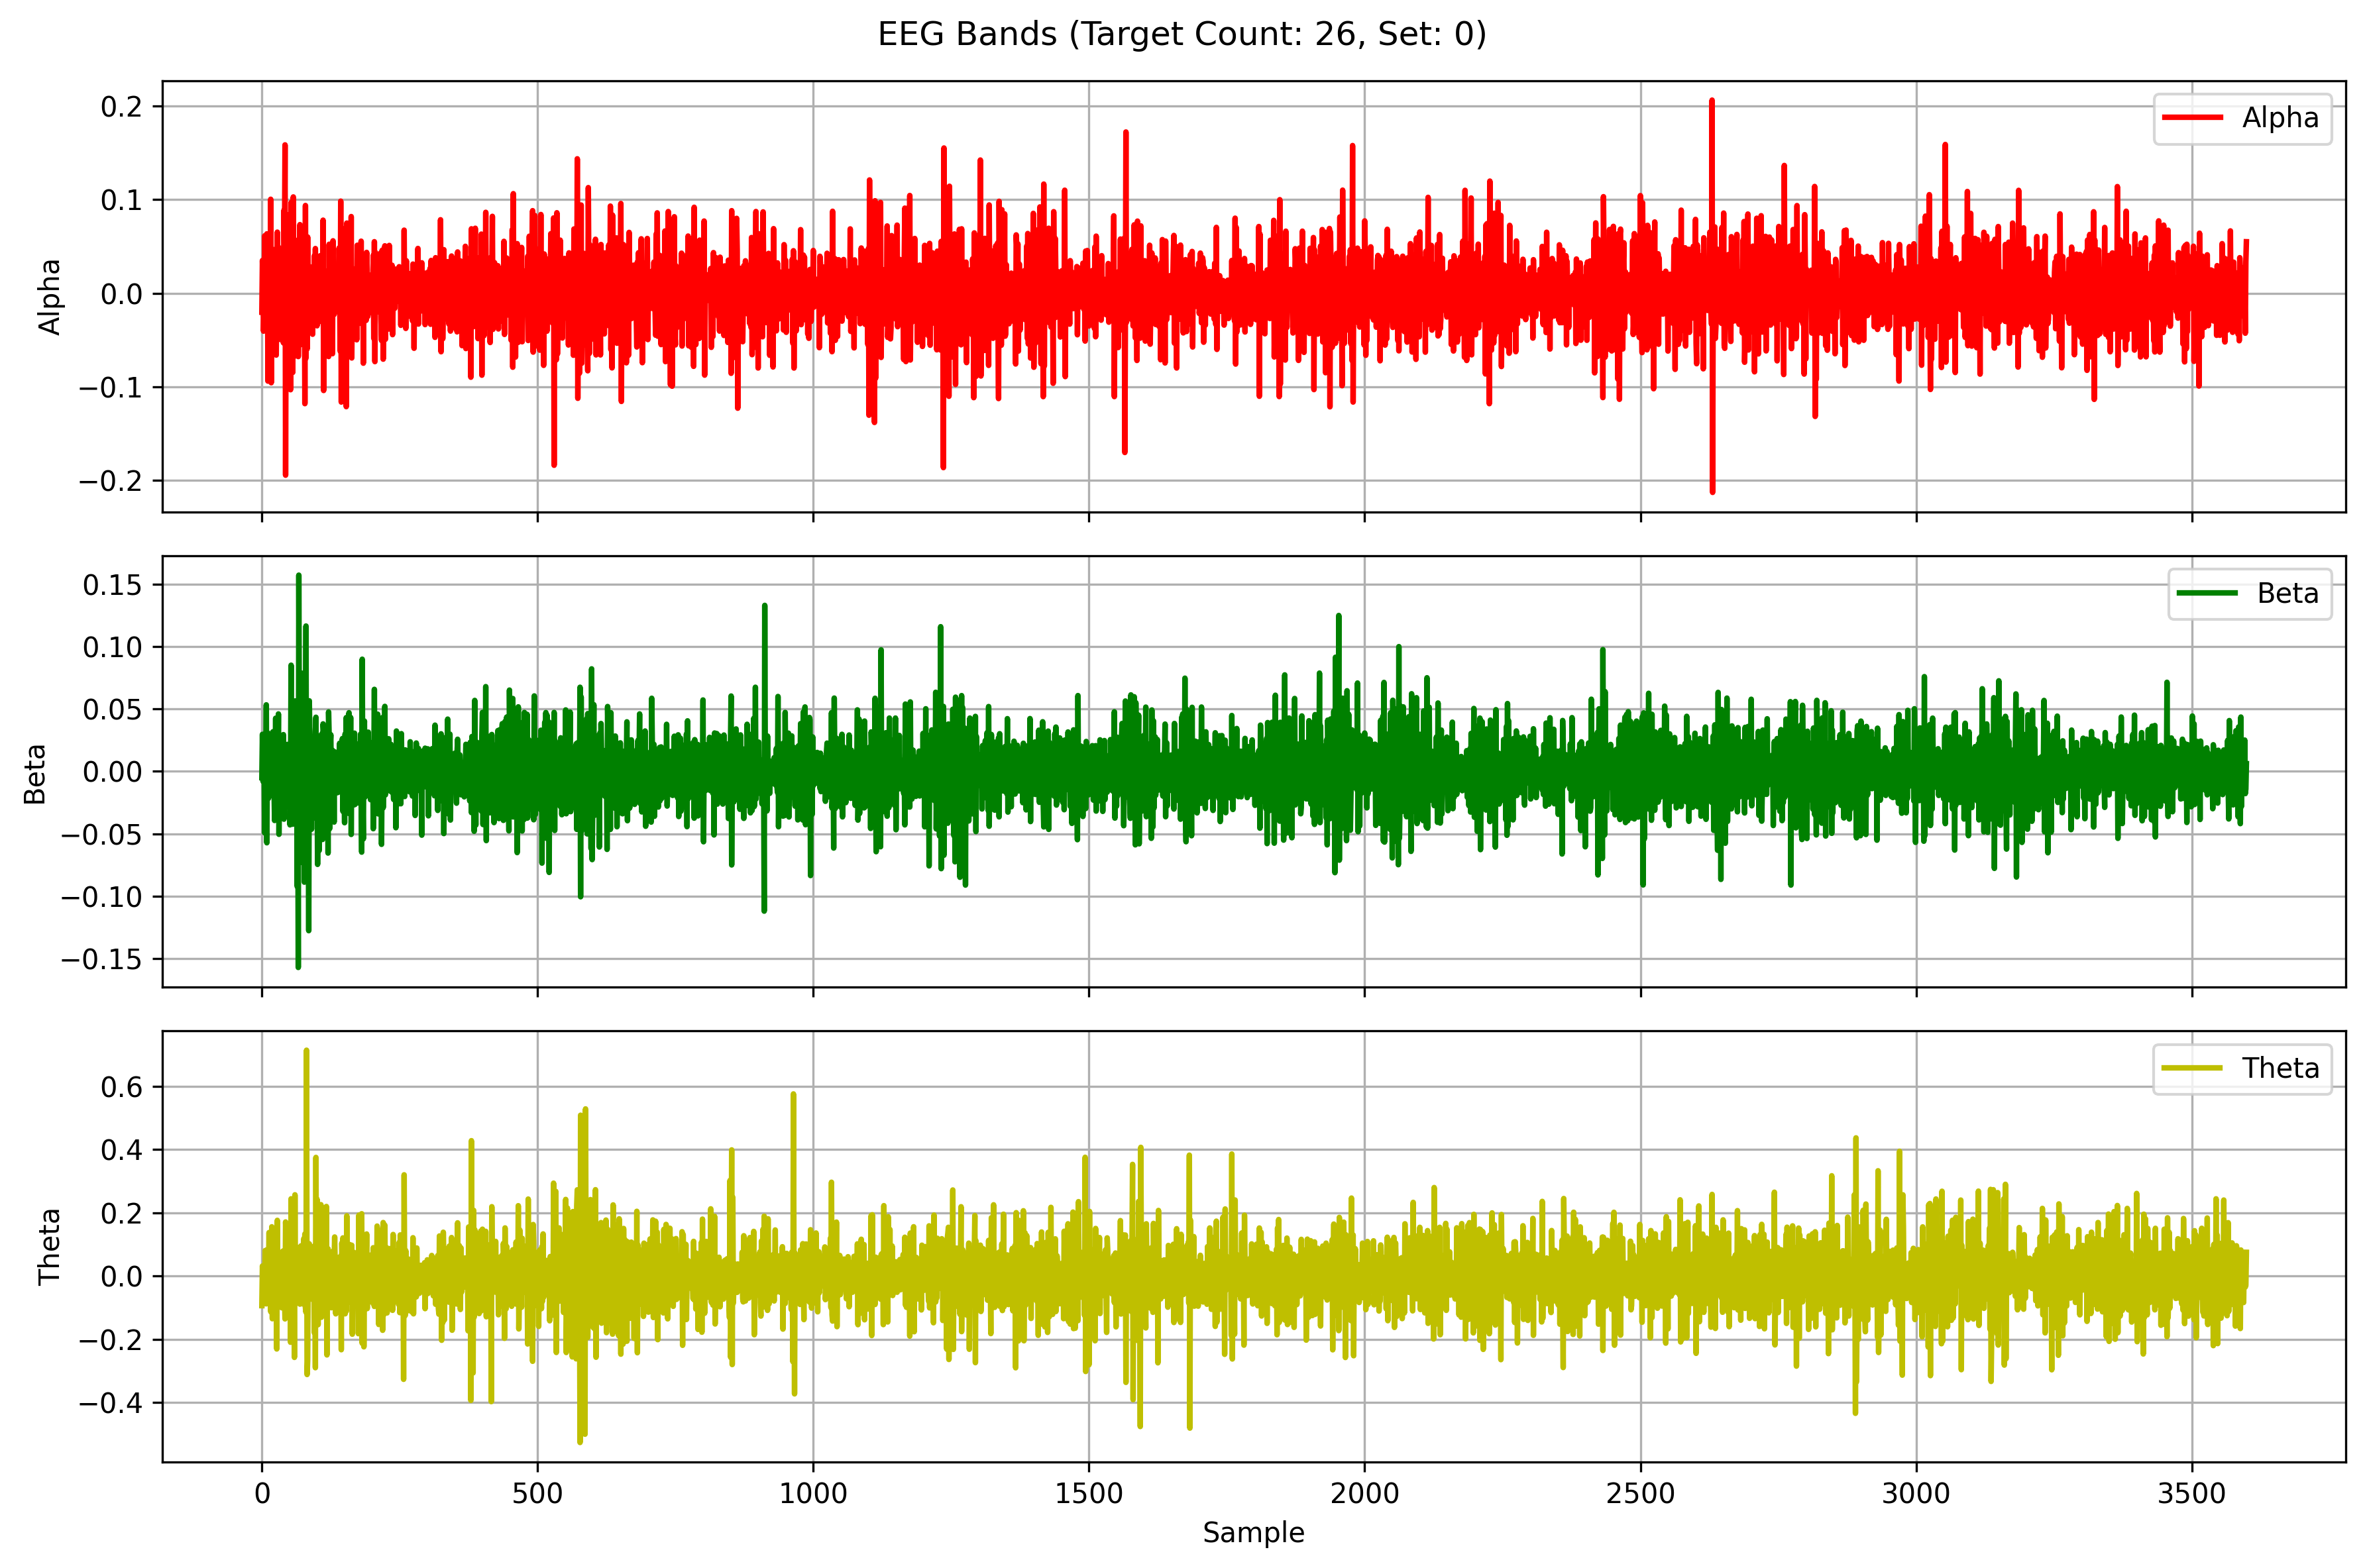 EEG Bands (Target Count: 26, Set: 0)
0.2
0.1
0.0
−0.1
−0.2
Alpha
Alpha
0.15
0.10
0.05
0.00
−0.05
−0.10
−0.15
Beta
Beta
0.6
0.4
0.2
0.0
−0.2
−0.4
Theta
Theta
0 500 1000 1500 2000 2500 3000 3500
Sample